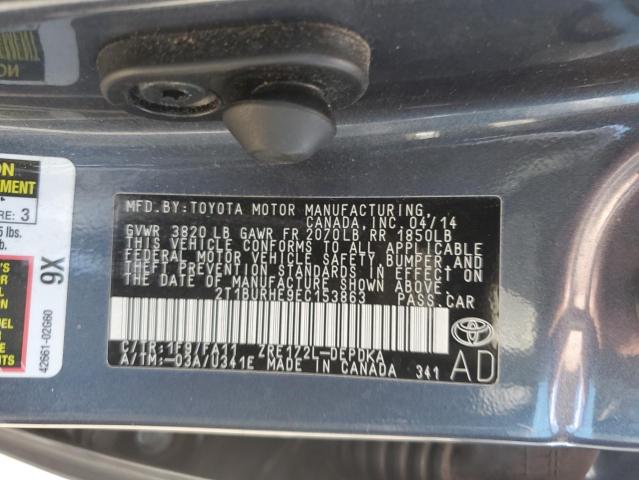 MFD.BY:TOYOTA MOTOR MANUFACTURING,
CANADA,INC. 04/14
GVWR 3820 LB GAWR FR 2070LB,RR 1850LB
THIS VEHICLE CONFORMS TO ALL APPLICABLE
FEDERAL MOTOR VEHICLE SAFETY, BUMPER AND
THEFT PREVENTION STANDARDS IN EFFECT ON
THE DATE OF MANUFACTURE SHOWN ABOVE.
2T1BURHE9EC153863 PASS.CAR
C/TR:1F9/FA11 ZRE172L-DEPDKA
A/TM:-03A/U341E MADE IN CANADA 341
AD
3
lbs.
9X
42661-02G60